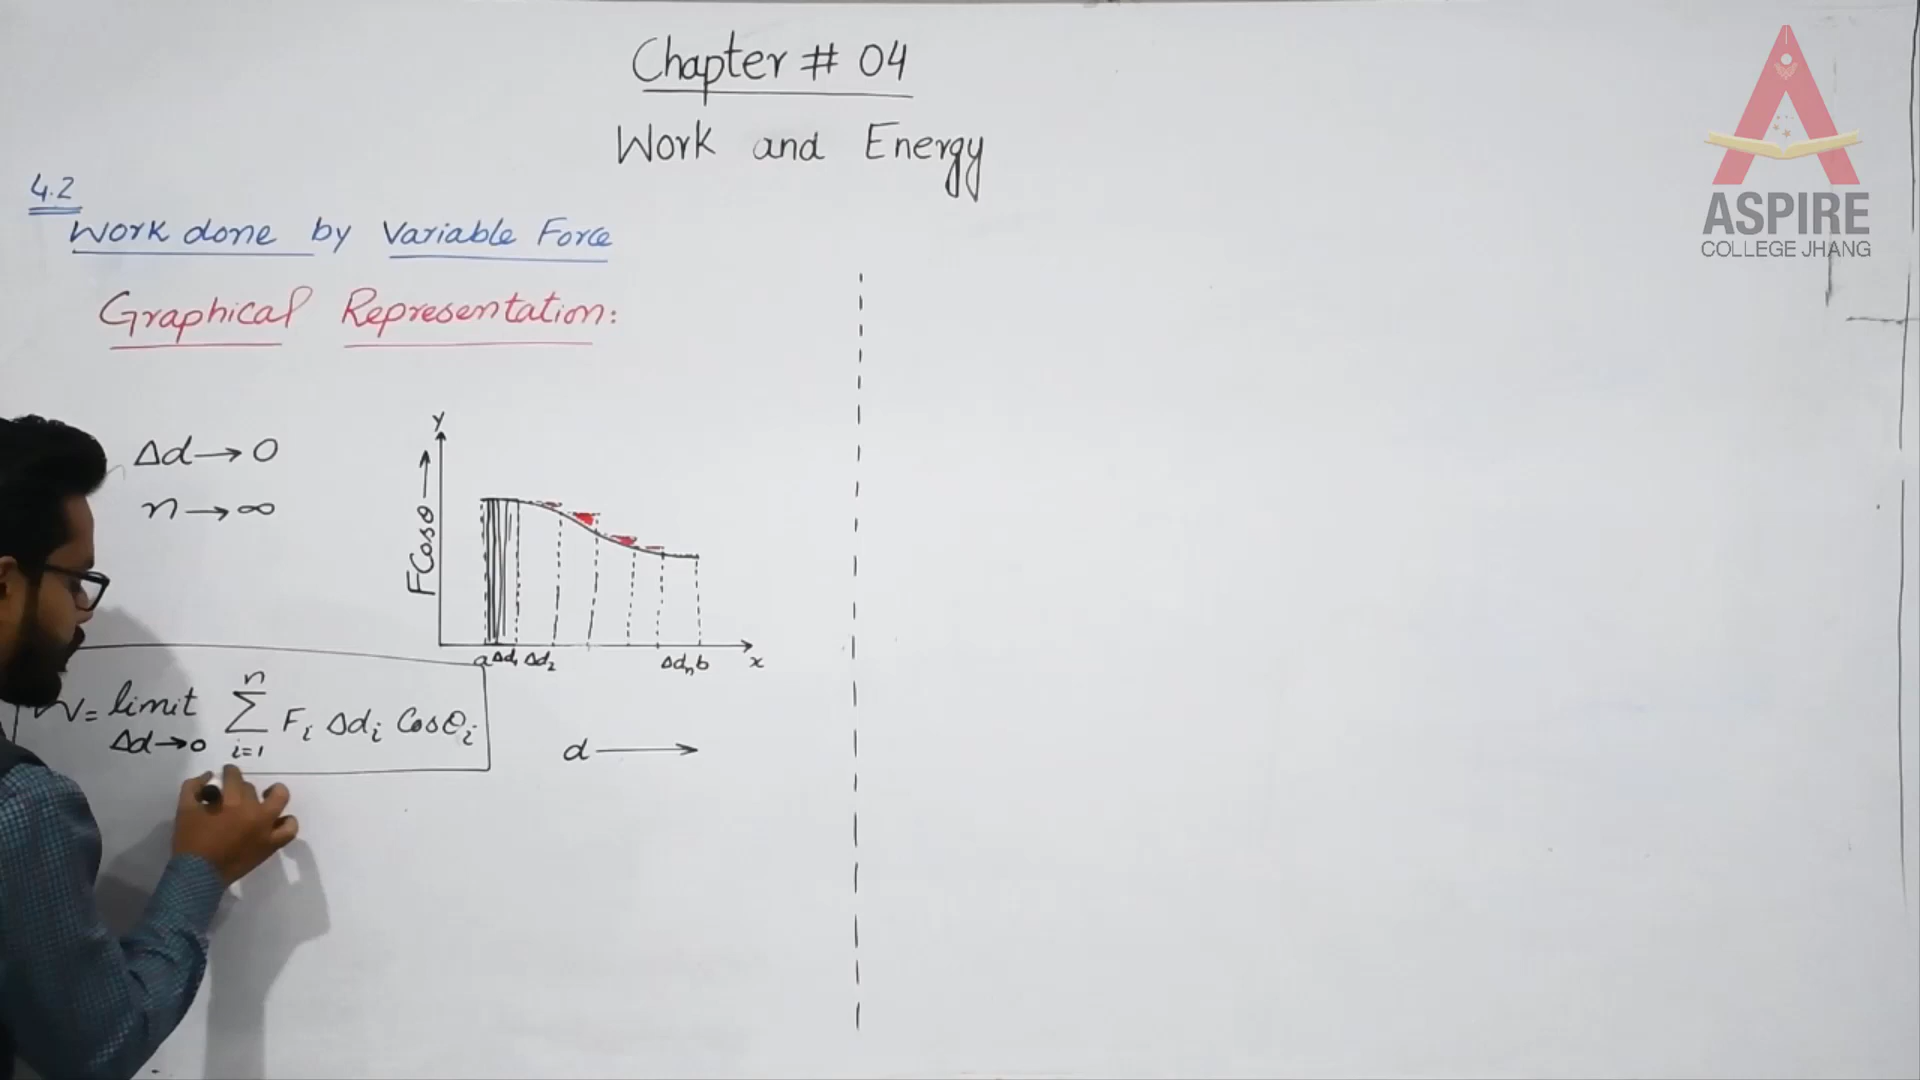 Chapter # 04
Work and Energy
4.2
Work done by Variable Force
Graphical Representation:
Δd→0
n→∞
Y
FCosθ
a Δd₁ Δd₂ Δdₙ b x
d
W = limit Δd→0 n Σ i=1 Fᵢ Δdᵢ Cosθᵢ
ASPIRE
COLLEGE JHANG